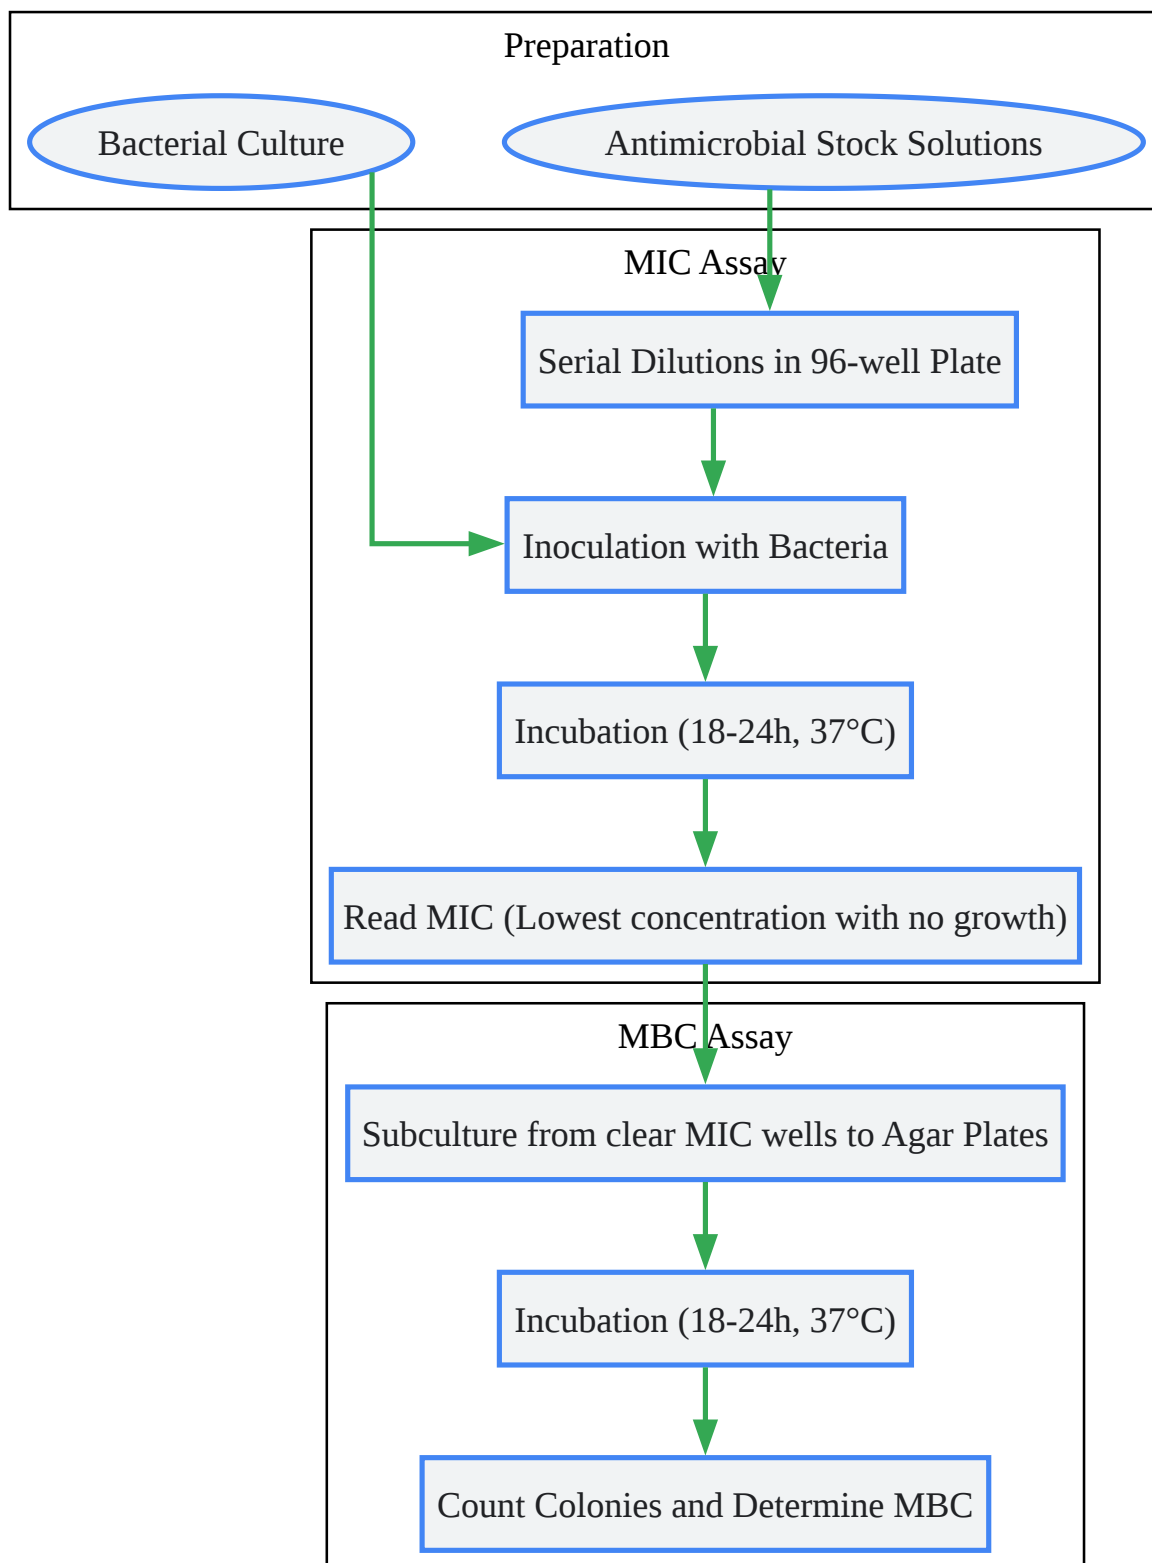 Preparation
Bacterial Culture
Antimicrobial Stock Solutions
MIC Assay
Serial Dilutions in 96-well Plate
Inoculation with Bacteria
Incubation (18-24h, 37°C)
Read MIC (Lowest concentration with no growth)
MBC Assay
Subculture from clear MIC wells to Agar Plates
Incubation (18-24h, 37°C)
Count Colonies and Determine MBC